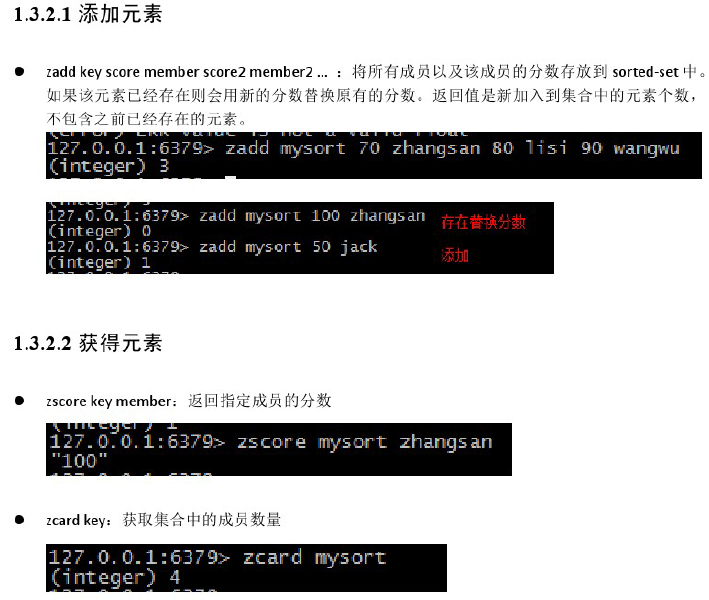 1.3.2.1 添加元素
● zadd key score member score2 member2 … ：将所有成员以及该成员的分数存放到 sorted-set 中。
如果该元素已经存在则会用新的分数替换原有的分数。返回值是新加入到集合中的元素个数，
不包含之前已经存在的元素。
127.0.0.1:6379> zadd mysort 70 zhangsan 80 lisi 90 wangwu
(integer) 3
127.0.0.1:6379> zadd mysort 100 zhangsan 存在替换分数
(integer) 0
127.0.0.1:6379> zadd mysort 50 jack
(integer) 1 添加
1.3.2.2 获得元素
● zscore key member：返回指定成员的分数
127.0.0.1:6379> zscore mysort zhangsan
"100"
● zcard key：获取集合中的成员数量
127.0.0.1:6379> zcard mysort
(integer) 4